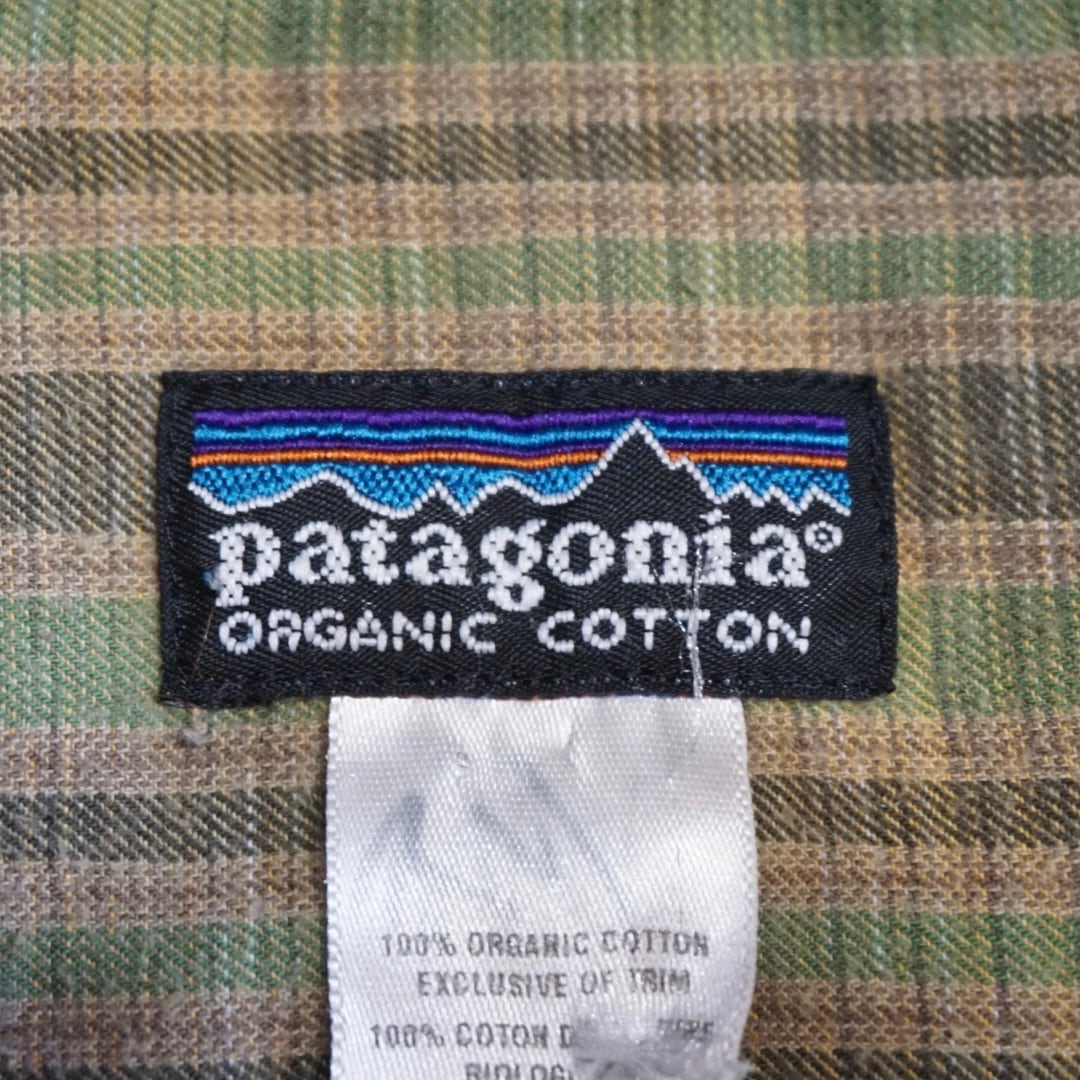 patagonia®
ORGANIC COTTON
100% ORGANIC COTTON
EXCLUSIVE OF TRIM
100% COTON